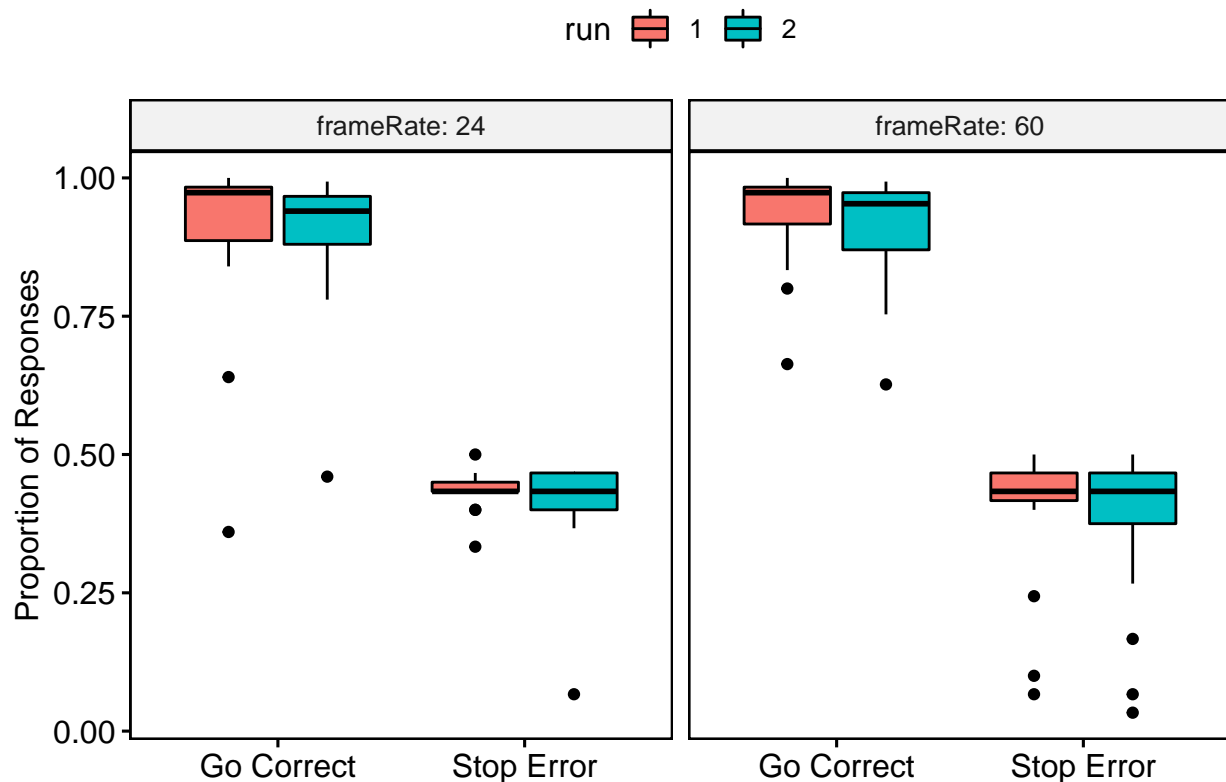 run 1 2
frameRate: 24 frameRate: 60
Proportion of Responses
1.00
0.75
0.50
0.25
0.00
Go Correct Stop Error Go Correct Stop Error